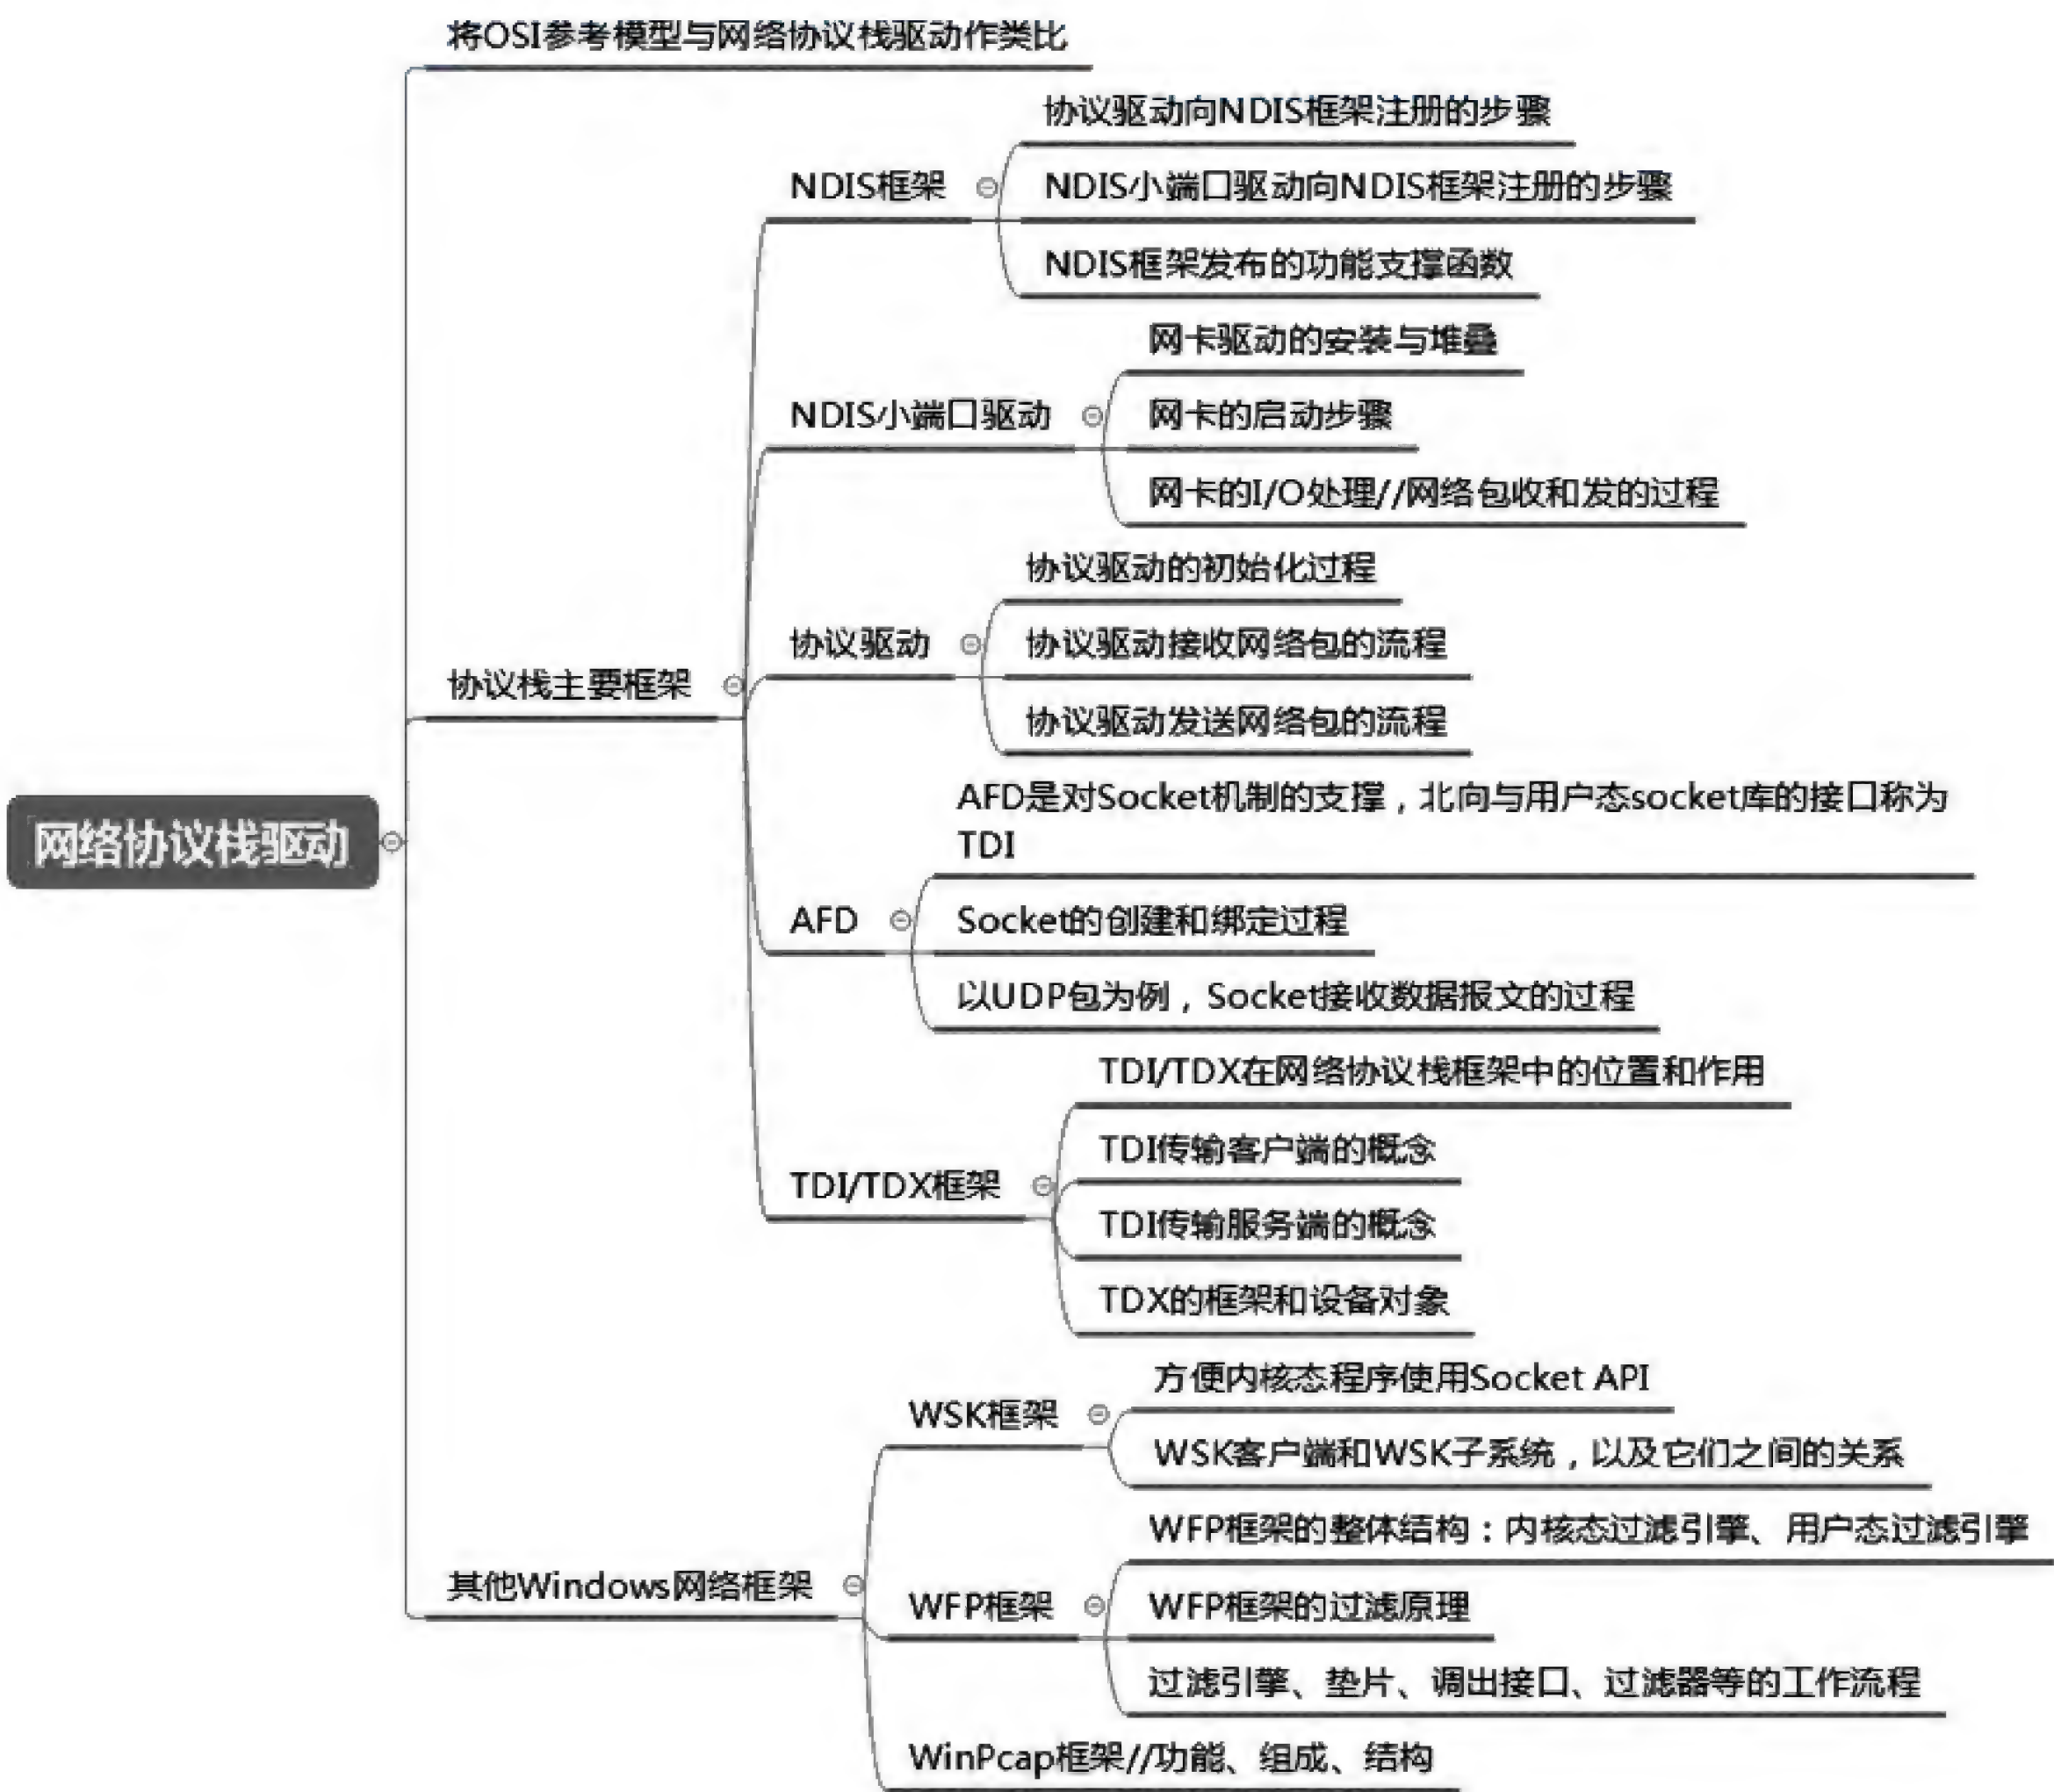 将OSI参考模型与网络协议栈驱动作类比
协议驱动向NDIS框架注册的步骤
NDIS框架
NDIS小端口驱动向NDIS框架注册的步骤
NDIS框架发布的功能支撑函数
网卡驱动的安装与堆叠
NDIS小端口驱动
网卡的启动步骤
网卡的I/O处理//网络包收和发的过程
协议驱动的初始化过程
协议驱动
协议驱动接收网络包的流程
协议栈主要框架
协议驱动发送网络包的流程
AFD是对Socket机制的支撑，北向与用户态socket库的接口称为
TDI
网络协议栈驱动
AFD
Socket的创建和绑定过程
以UDP包为例，Socket接收数据报文的过程
TDI/TDX在网络协议栈框架中的位置和作用
TDI传输客户端的概念
TDI/TDX框架
TDI传输服务端的概念
TDX的框架和设备对象
方便内核态程序使用Socket API
WSK框架
WSK客户端和WSK子系统，以及它们之间的关系
WFP框架的整体结构：内核态过滤引擎、用户态过滤引擎
其他Windows网络框架
WFP框架
WFP框架的过滤原理
过滤引擎、垫片、调出接口、过滤器等的工作流程
WinPcap框架//功能、组成、结构